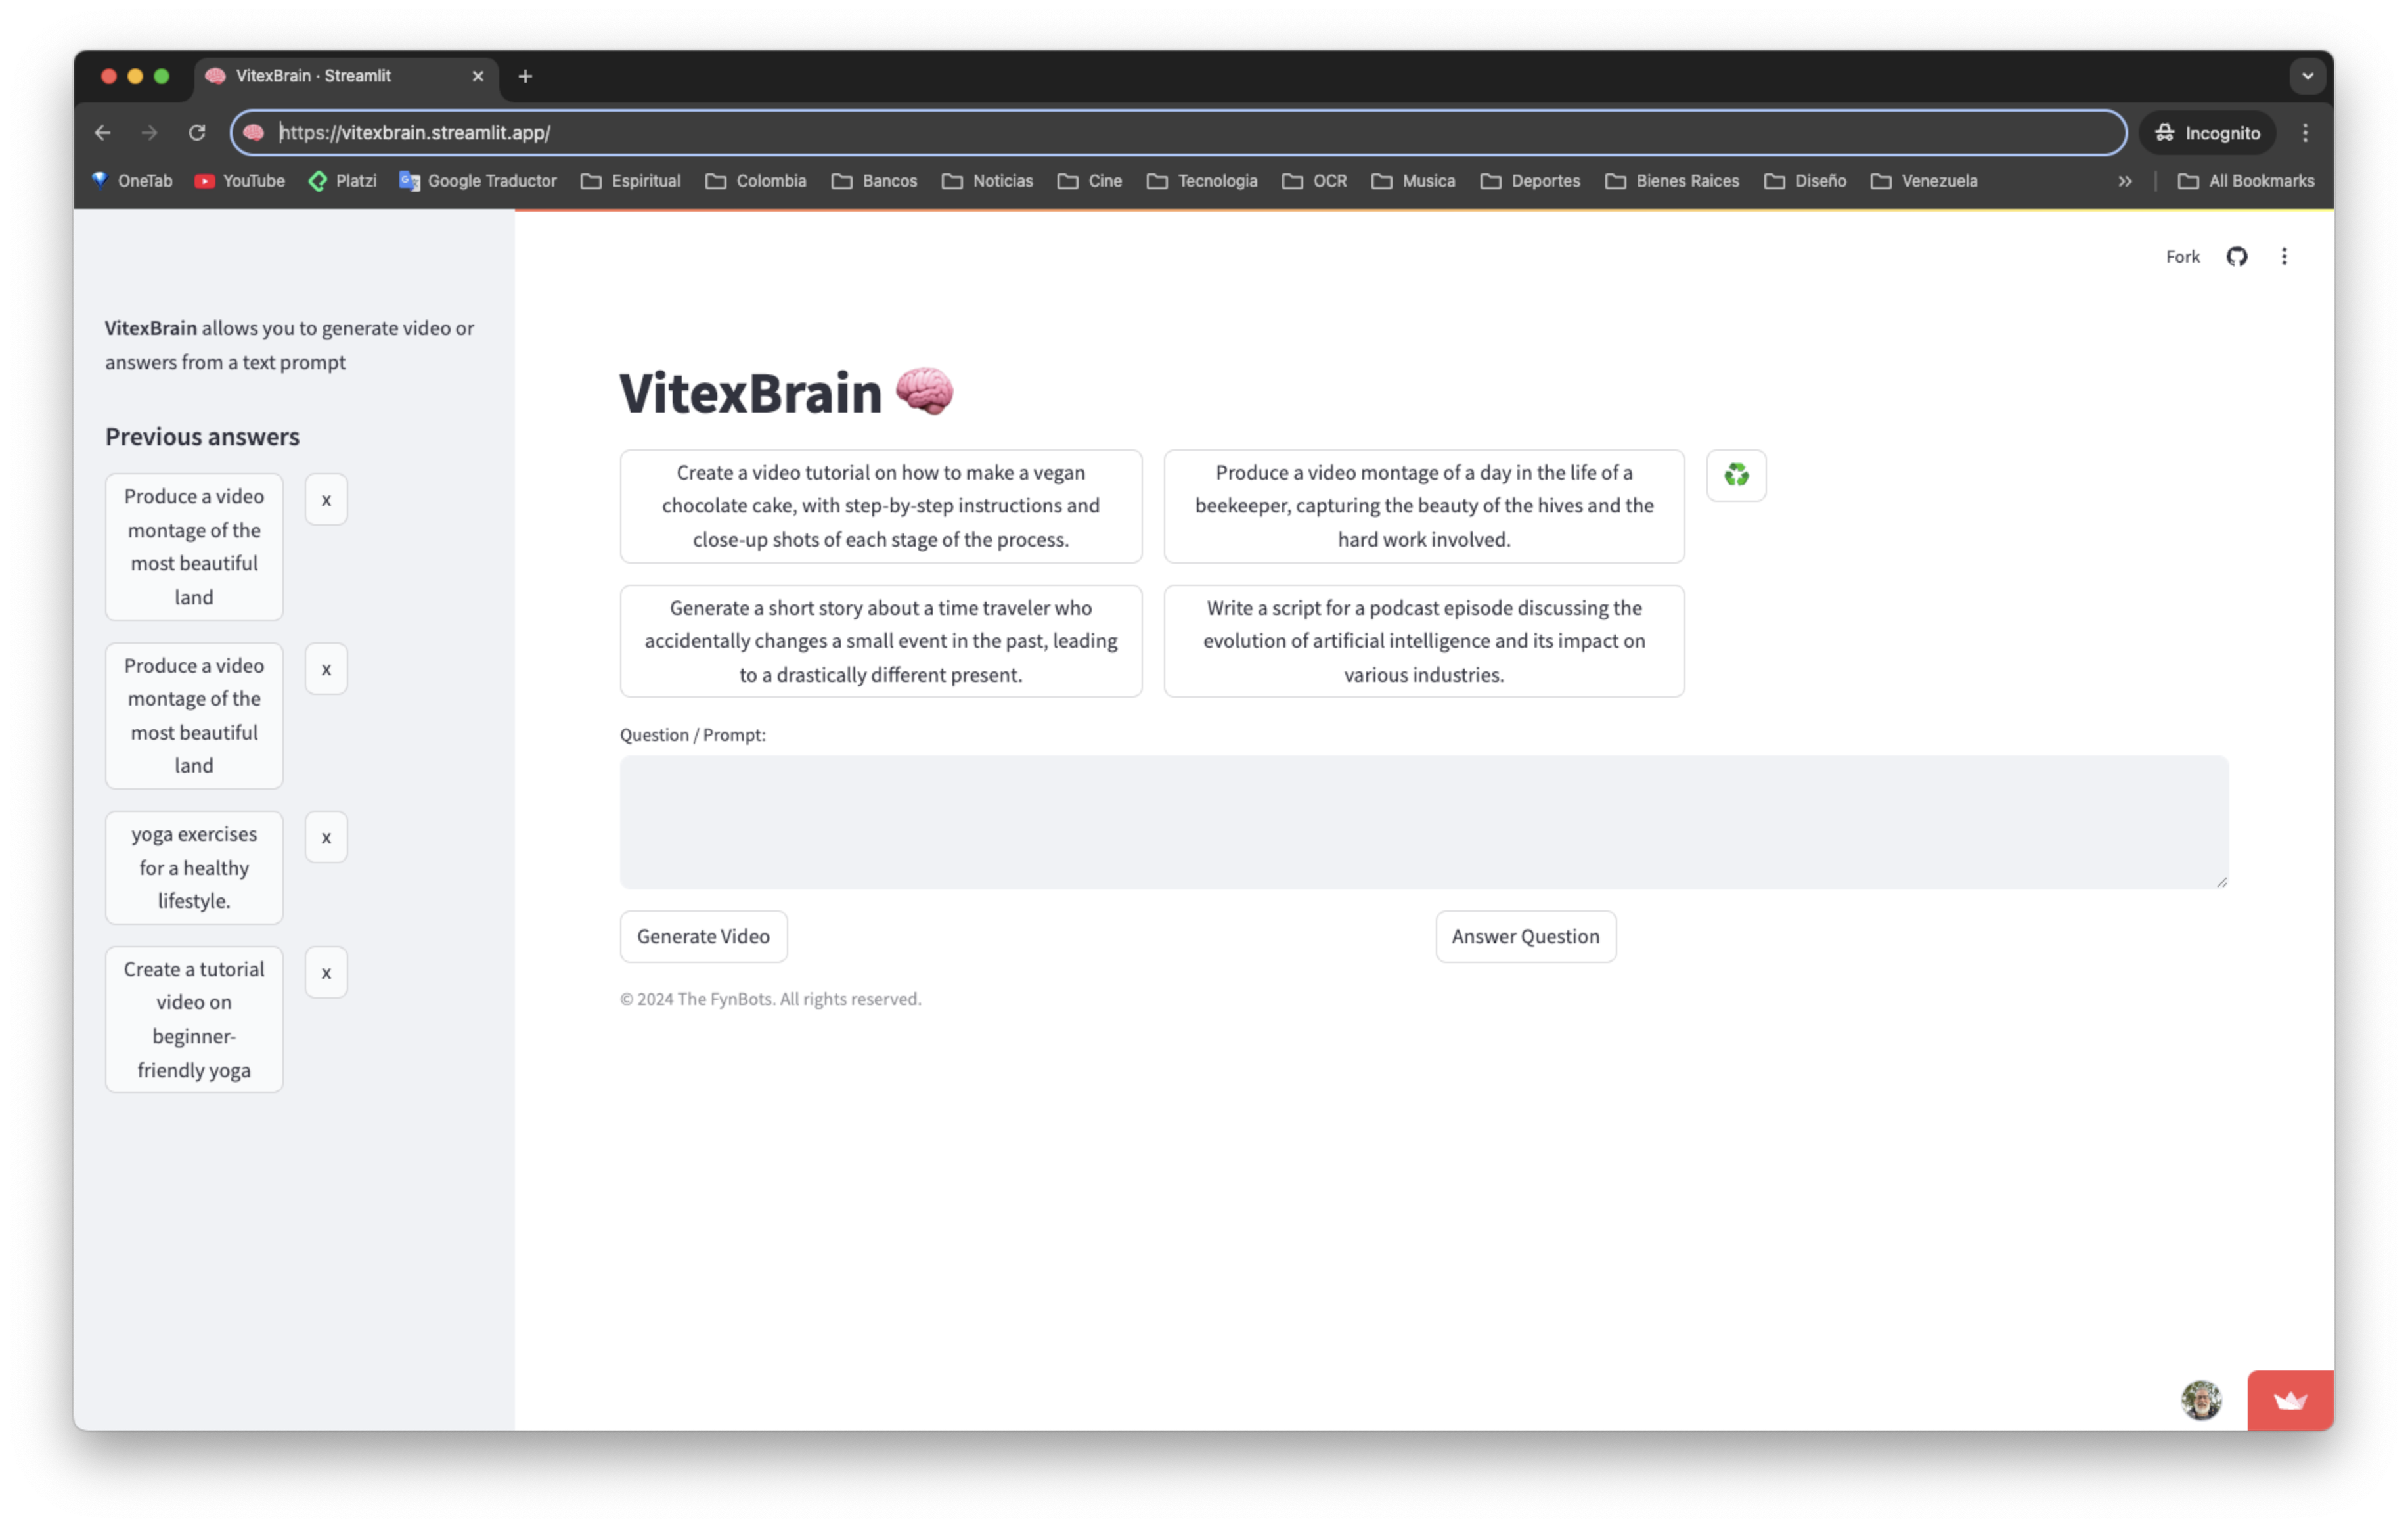 VitexBrain · Streamlit
https://vitexbrain.streamlit.app/
Incognito
OneTab YouTube Platzi Google Traductor Espiritual Colombia Bancos Noticias Cine Tecnologia OCR Musica Deportes Bienes Raices Diseño Venezuela All Bookmarks
Fork
VitexBrain allows you to generate video or
answers from a text prompt
Previous answers
Produce a video
montage of the
most beautiful
land
x
Produce a video
montage of the
most beautiful
land
x
yoga exercises
for a healthy
lifestyle.
x
Create a tutorial
video on
beginner-
friendly yoga
x
VitexBrain
Create a video tutorial on how to make a vegan
chocolate cake, with step-by-step instructions and
close-up shots of each stage of the process.
Produce a video montage of a day in the life of a
beekeeper, capturing the beauty of the hives and the
hard work involved.
Generate a short story about a time traveler who
accidentally changes a small event in the past, leading
to a drastically different present.
Write a script for a podcast episode discussing the
evolution of artificial intelligence and its impact on
various industries.
Question / Prompt:
Generate Video
Answer Question
© 2024 The FynBots. All rights reserved.